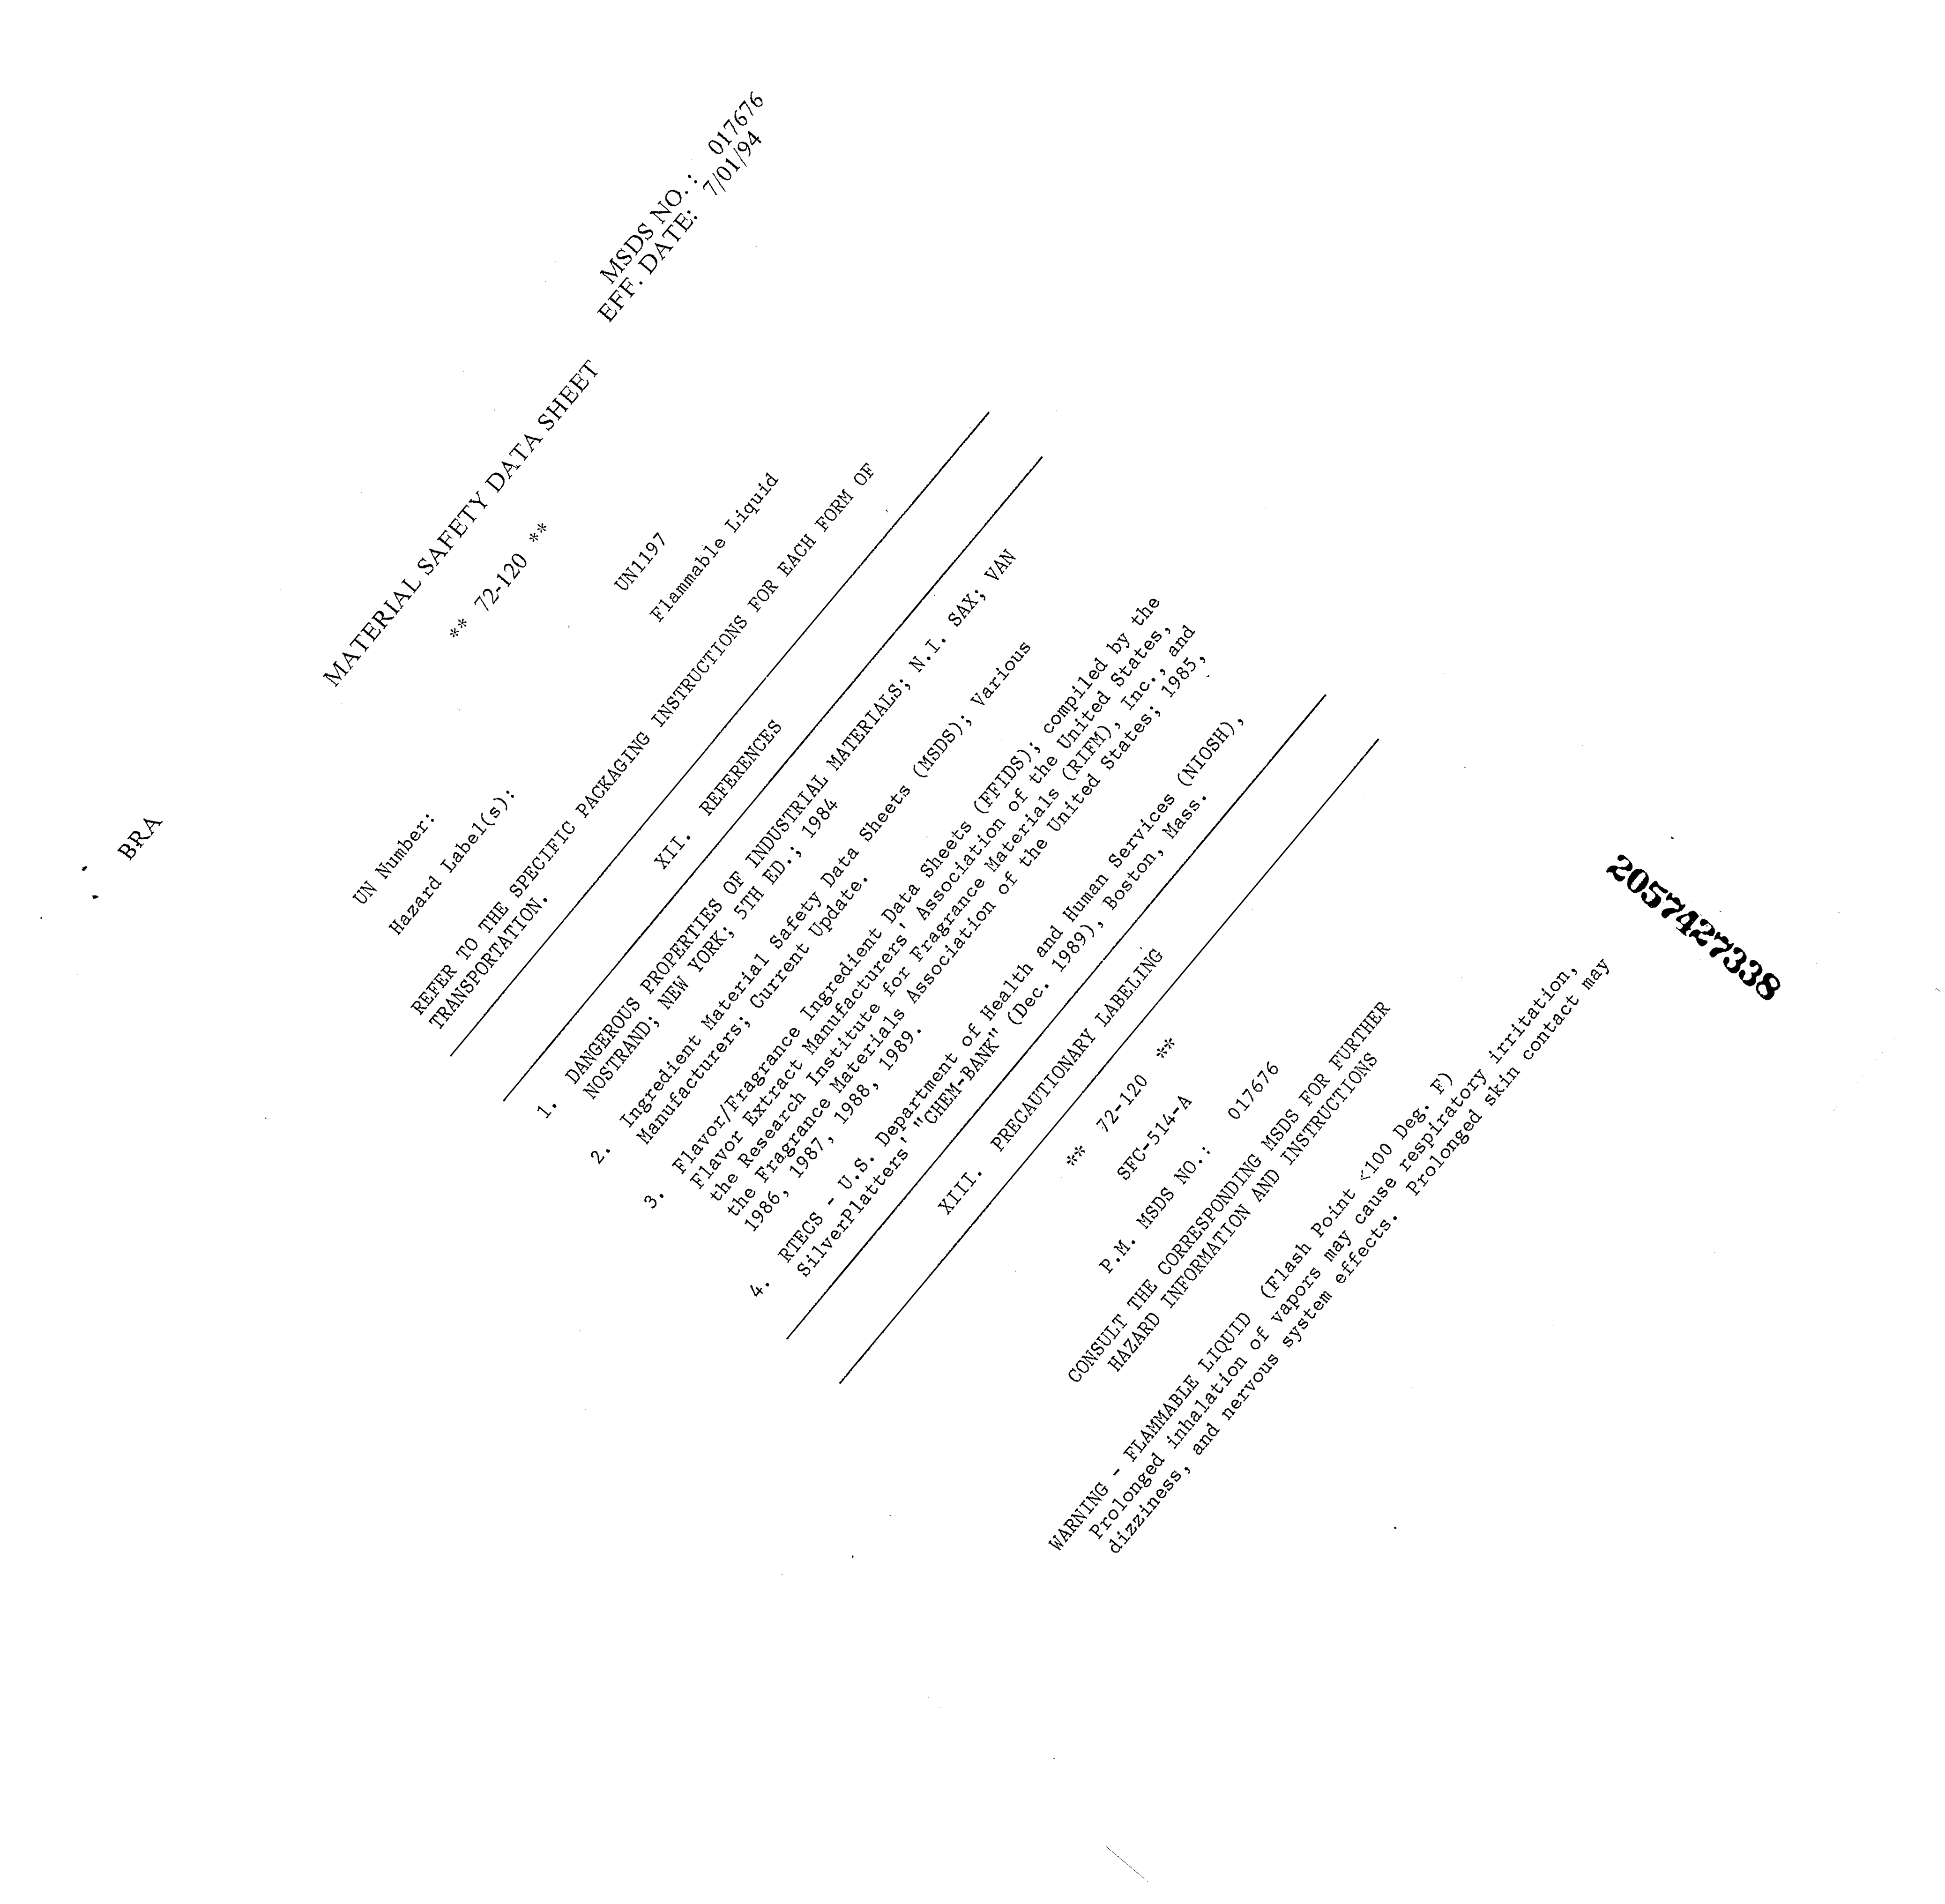 BRA
MATERIAL SAFETY DATA SHEET
MSDS NO.: 017676
EFF. DATE: 7/01/94
** 72-120 **
UN Number: UN1197
Hazard Label(s): Flammable Liquid
REFER TO THE SPECIFIC PACKAGING INSTRUCTIONS FOR EACH FORM OF
TRANSPORTATION.
XII. REFERENCES
1. DANGEROUS PROPERTIES OF INDUSTRIAL MATERIALS; N.I. SAX; VAN
NOSTRAND; NEW YORK; 5TH ED.; 1984
2. Ingredient Material Safety Data Sheets (MSDS); Various
Manufacturers; Current Update.
3. Flavor/Fragrance Ingredient Data Sheets (FFIDS); compiled by the
Flavor Extract Manufacturers' Association of the United States,
the Research Institute for Fragrance Materials (RIFM), Inc., and
the Fragrance Materials Association of the United States; 1985,
1986, 1987, 1988, 1989.
4. RTECS - U.S. Department of Health and Human Services (NIOSH),
SilverPlatters' "CHEM-BANK" (Dec. 1989), Boston, Mass.
XIII. PRECAUTIONARY LABELING
** 72-120 **
SFC-514-A
P.M. MSDS NO.: 017676
CONSULT THE CORRESPONDING MSDS FOR FURTHER
HAZARD INFORMATION AND INSTRUCTIONS
WARNING - FLAMMABLE LIQUID (Flash Point <100 Deg. F)
Prolonged inhalation of vapors may cause respiratory irritation,
dizziness, and nervous system effects. Prolonged skin contact may
2057427338